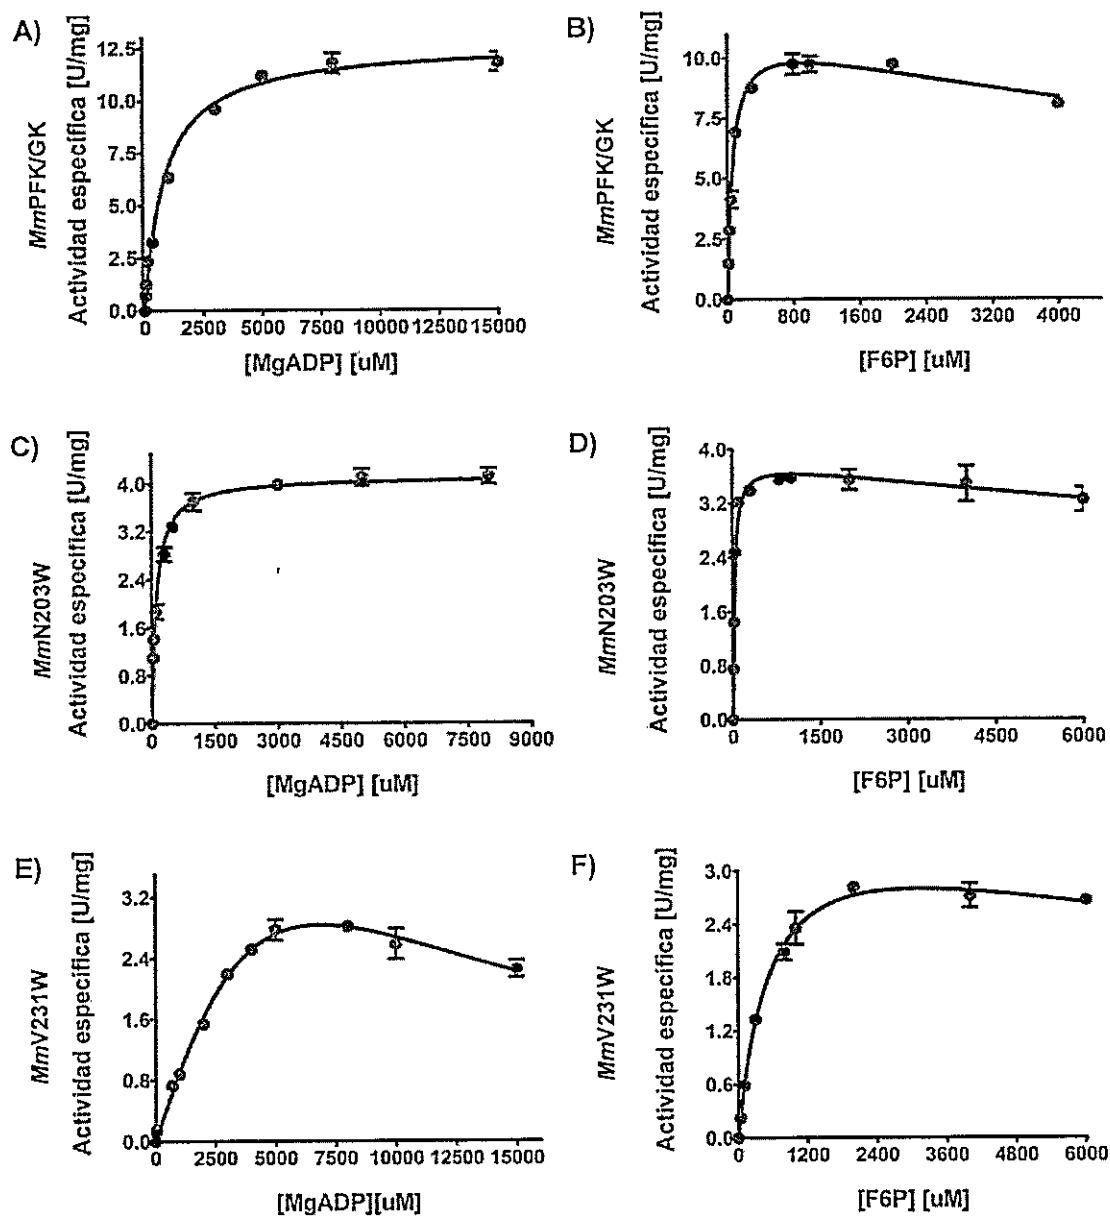 A)
MmPFK/GK
Actividad específica [U/mg]
12.5
10.0
7.5
5.0
2.5
0.0
0 2500 5000 7500 10000 12500 15000
[MgADP] [uM]
B)
MmPFK/GK
Actividad específica [U/mg]
10.0
7.5
5.0
2.5
0.0
0 800 1600 2400 3200 4000
[F6P] [uM]
C)
MmN203W
Actividad específica [U/mg]
4.0
3.2
2.4
1.6
0.8
0.0
0 1500 3000 4500 6000 7500 9000
[MgADP] [uM]
D)
MmN203W
Actividad específica [U/mg]
4.0
3.2
2.4
1.6
0.8
0.0
0 1500 3000 4500 6000
[F6P] [uM]
E)
MmV231W
Actividad específica [U/mg]
3.2
2.4
1.6
0.8
0.0
0 2500 5000 7500 10000 12500 15000
[MgADP][uM]
F)
MmV231W
Actividad específica [U/mg]
3.0
2.4
1.8
1.2
0.6
0.0
0 1200 2400 3600 4800 6000
[F6P] [uM]